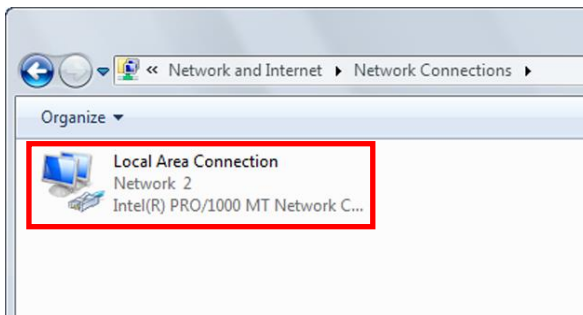 « Network and Internet Network Connections
Organize
Local Area Connection
Network 2
Intel(R) PRO/1000 MT Network C...